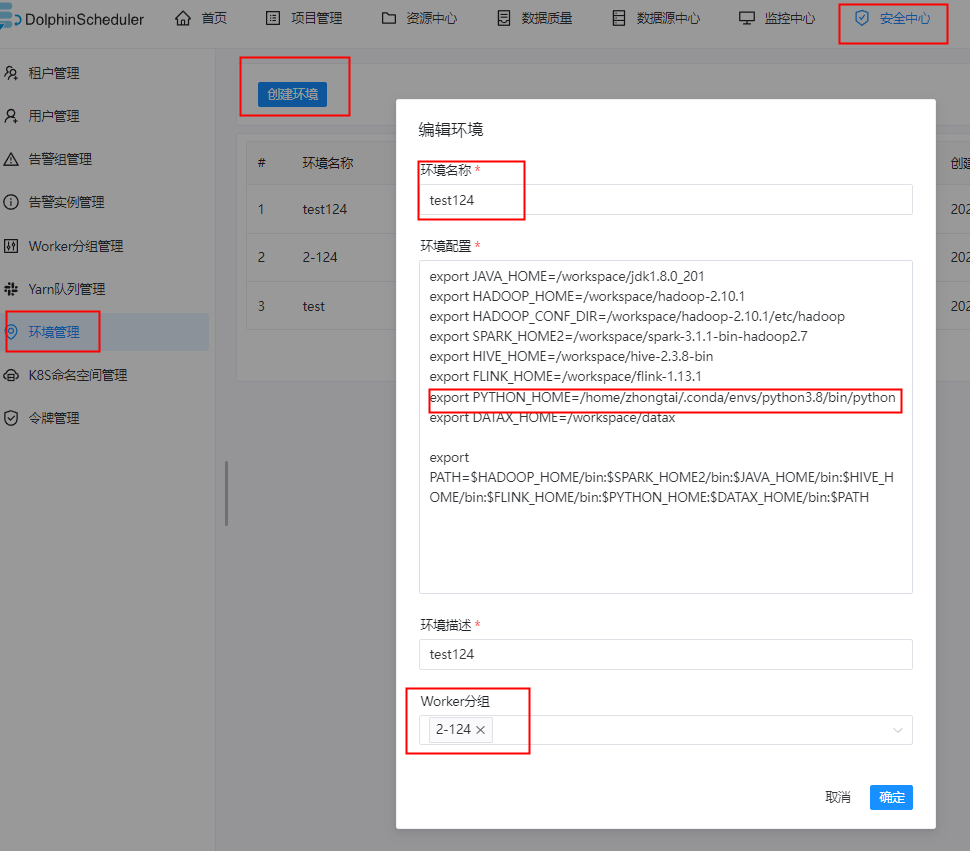 DolphinScheduler
首页
项目管理
资源中心
数据质量
数据源中心
监控中心
安全中心
租户管理
用户管理
告警组管理
告警实例管理
Worker分组管理
Yarn队列管理
环境管理
K8S命名空间管理
令牌管理
创建环境
# 环境名称
1 test124
2 2-124
3 test
编辑环境
环境名称 *
test124
环境配置 *
export JAVA_HOME=/workspace/jdk1.8.0_201
export HADOOP_HOME=/workspace/hadoop-2.10.1
export HADOOP_CONF_DIR=/workspace/hadoop-2.10.1/etc/hadoop
export SPARK_HOME2=/workspace/spark-3.1.1-bin-hadoop2.7
export HIVE_HOME=/workspace/hive-2.3.8-bin
export FLINK_HOME=/workspace/flink-1.13.1
export PYTHON_HOME=/home/zhongtai/.conda/envs/python3.8/bin/python
export DATAX_HOME=/workspace/datax
export
PATH=$HADOOP_HOME/bin:$SPARK_HOME2/bin:$JAVA_HOME/bin:$HIVE_H
OME/bin:$FLINK_HOME/bin:$PYTHON_HOME:$DATAX_HOME/bin:$PATH
环境描述 *
test124
Worker分组
2-124 ×
取消
确定